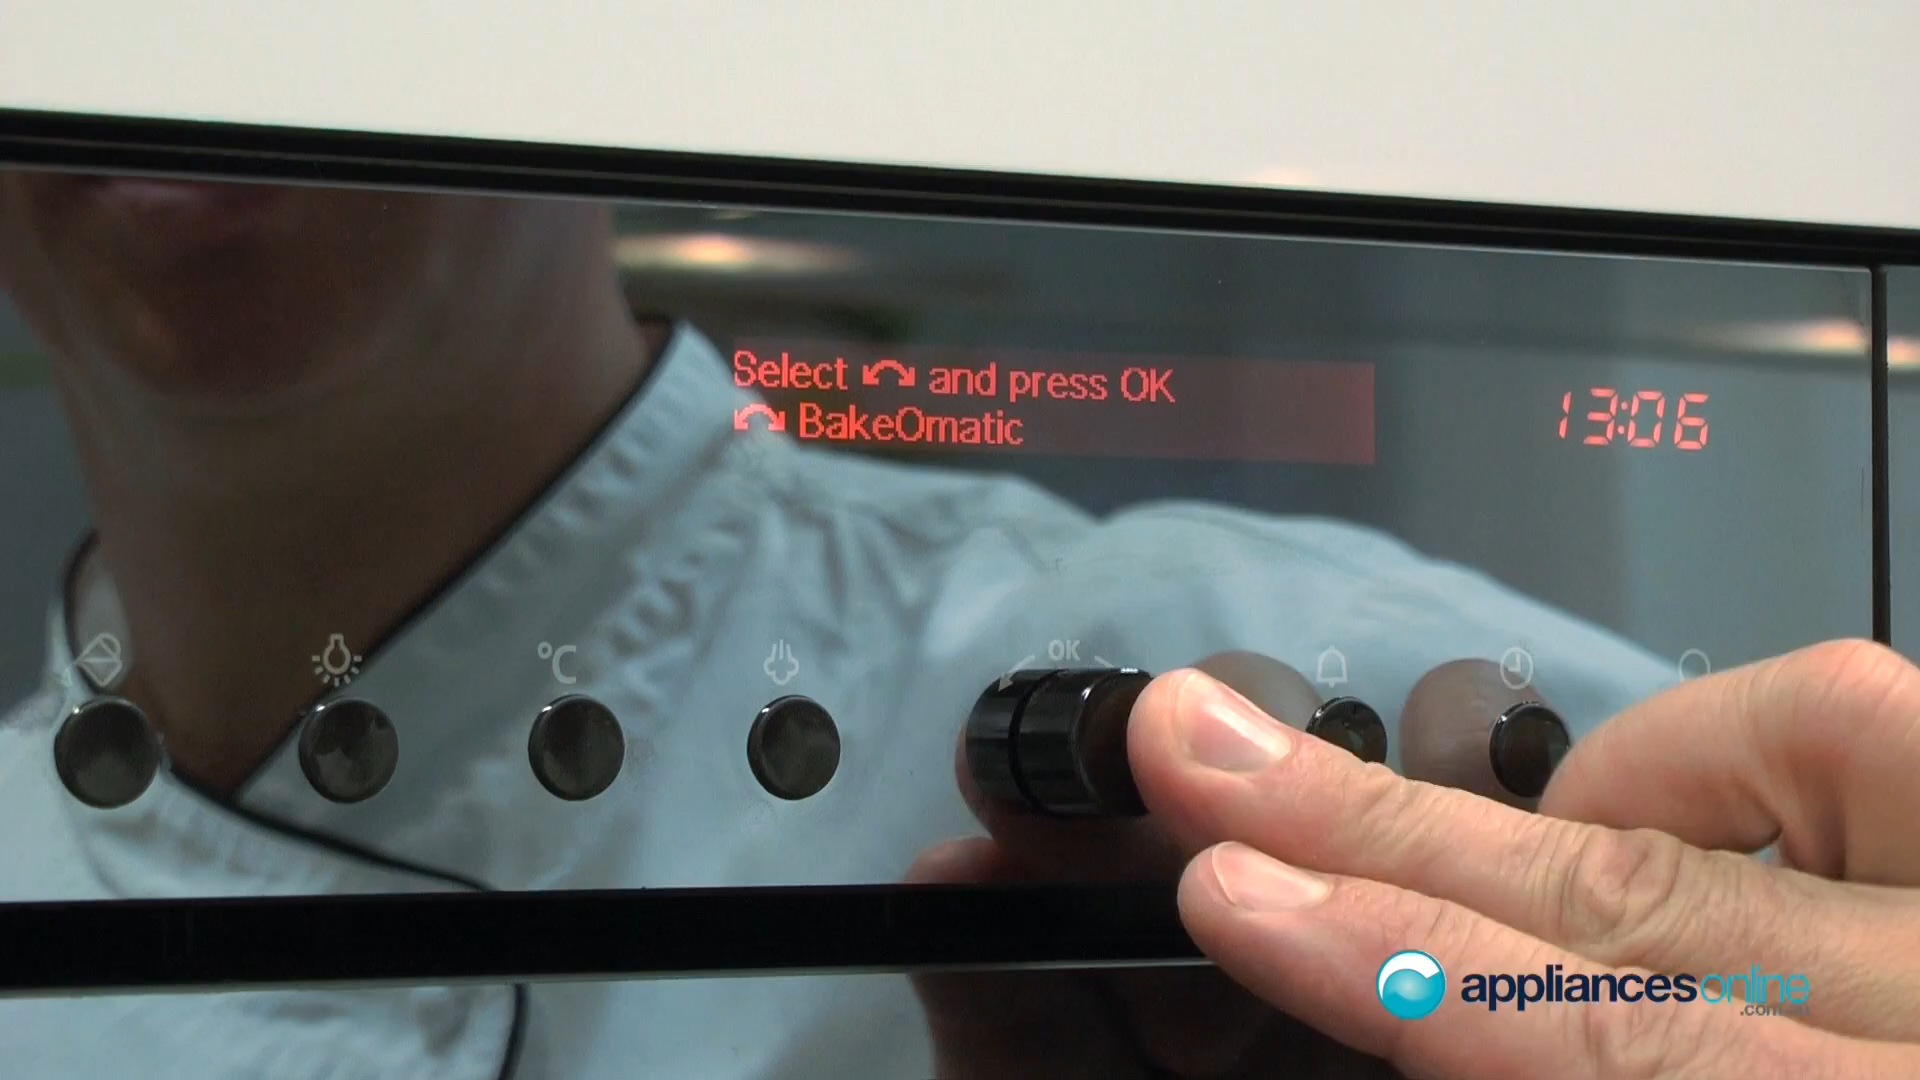 Select and press OK
BakeOmatic
13:06
°C
OK
appliancesonline
.com.au